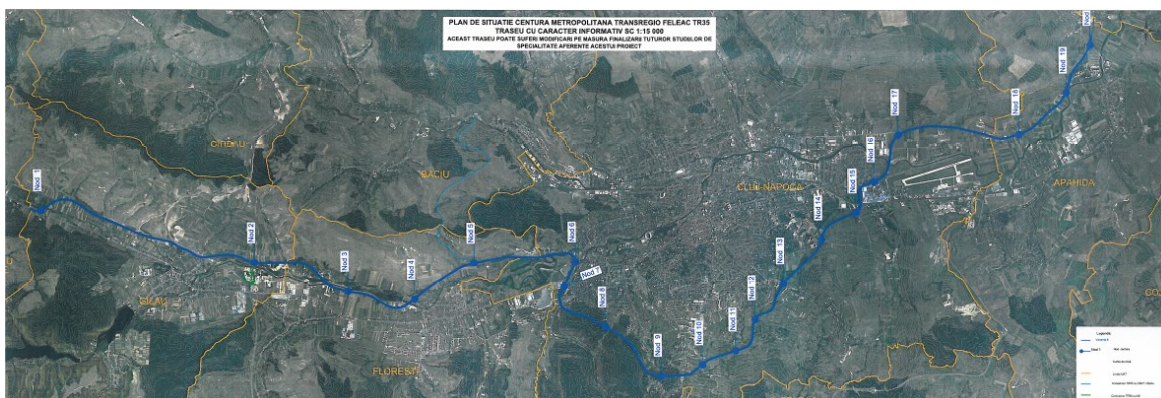 PLAN DE SITUATIE CENTURA METROPOLITANA TRANSREGIO FELEAC TR35
TRASEU CU CARACTER INFORMATIV SC 1:15 000
ACEST TRASEU POATE SUFERI MODIFICARI PE MASURA FINALIZARII TUTUROR STUDIILOR DE
SPECIALITATE AFERENTE ACESTUI PROIECT
Nod
Nod 19
Nod 18
Nod 17
Nod 16
Nod 15
Nod 14
Nod 13
Nod 12
Nod 11
Nod 10
Nod 9
Nod 8
Nod 7
Nod 6
Nod 5
Nod 4
Nod 3
Nod 2
Nod 1
BACIU
CLUJ-NAPOCA
APAHIDA
GILAU
FLORESTI
Legenda
Nod 1